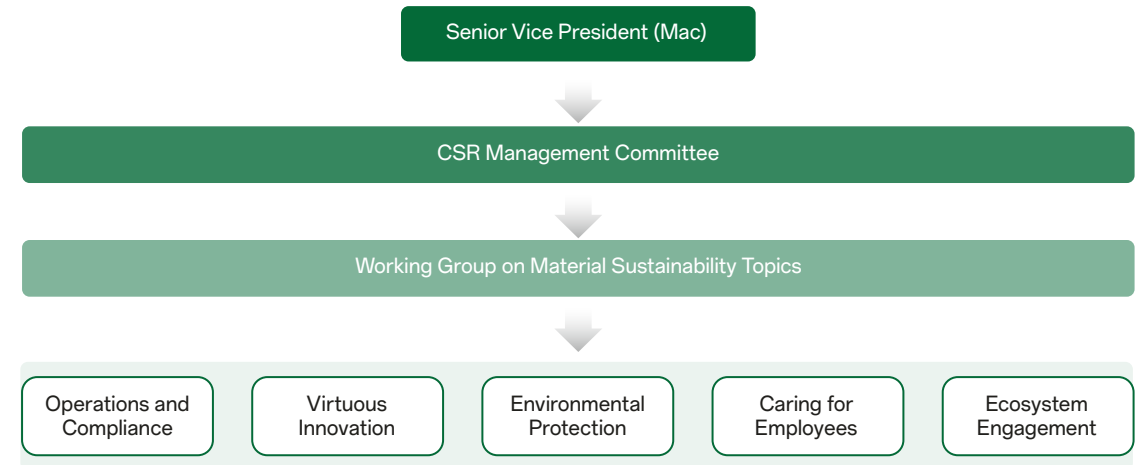 Senior Vice President (Mac)
CSR Management Committee
Working Group on Material Sustainability Topics
Operations and
Compliance
Virtuous
Innovation
Environmental
Protection
Caring for
Employees
Ecosystem
Engagement